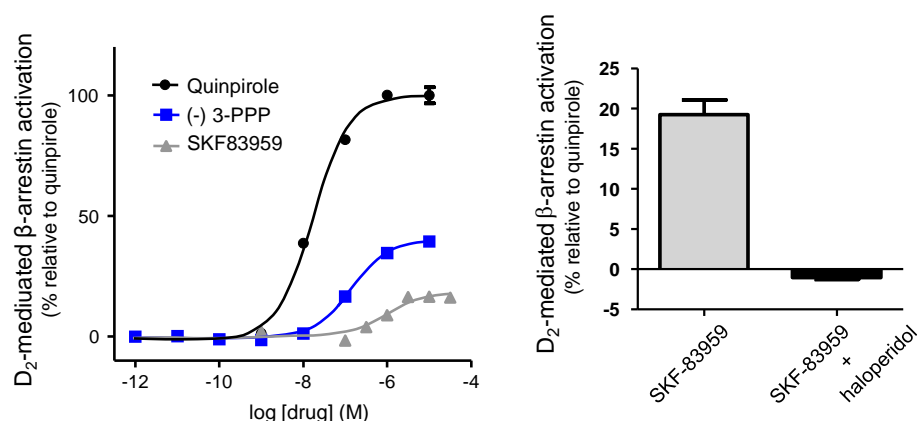 D2-mediuated β-arrestin activation
(% relative to quinpirole)
100
50
0
Quinpirole
(-) 3-PPP
SKF83959
-12
-10
-8
-6
-4
log [drug] (M)
D2-mediated β-arrestin activation
(% relative to quinpirole)
25
20
15
10
5
0
-5
SKF-83959
SKF-83959
+
haloperidol